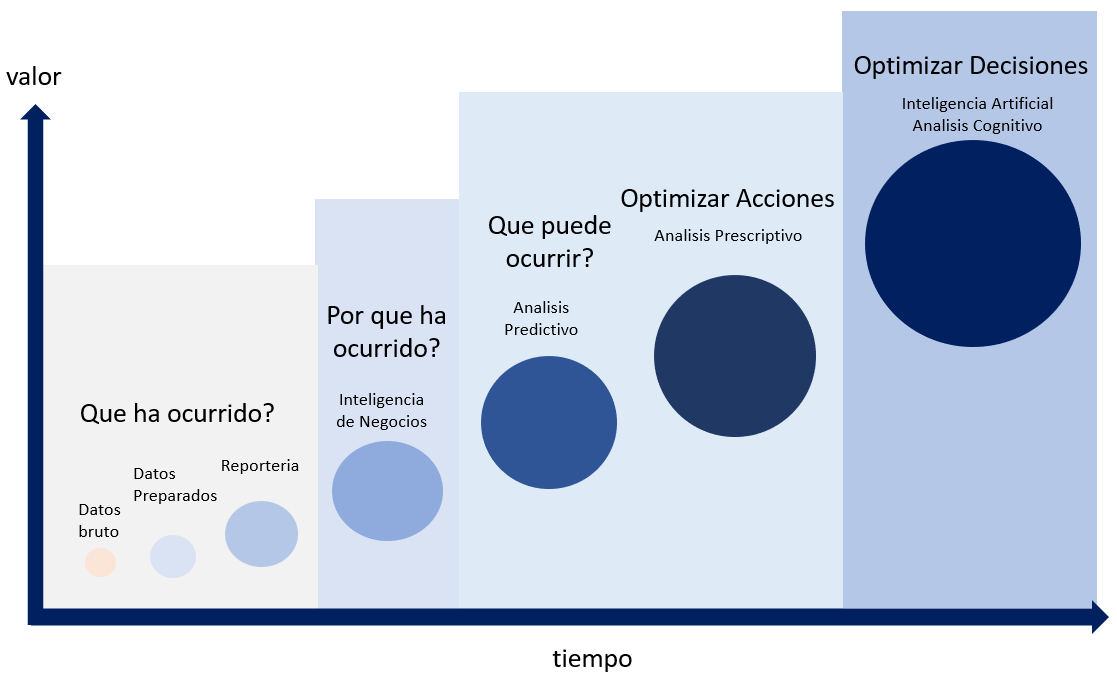 valor
Que ha ocurrido?
Datos
bruto
Datos
Preparados
Reporteria
Por que ha
ocurrido?
Inteligencia
de Negocios
Que puede
ocurrir?
Analisis
Predictivo
Optimizar Acciones
Analisis Prescriptivo
Optimizar Decisiones
Inteligencia Artificial
Analisis Cognitivo
tiempo